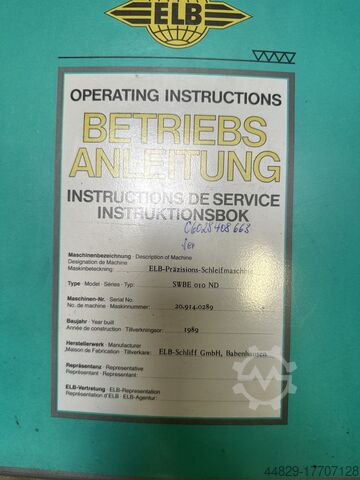 ELB
OPERATING INSTRUCTIONS
BETRIEBS
ANLEITUNG
INSTRUCTIONS DE SERVICE
INSTRUKTIONSBOK
C6028408663
Maschinenbezeichnung · Description of Machine
Designation de Machine
Maskinbeteckning: ELB-Präzisions-Schleifmaschine
Type · Model · Séries · Typ: SWBE 010 ND
Maschinen-Nr. · Serial No.
No. de machine · Maskinnummer: 20.914.0289
Baujahr · Year built
Année de construction · Tillverkningsår: 1989
Herstellerwerk · Manufacturer
Maison de Fabrication · Tillverkare: ELB-Schliff GmbH, Babenhausen
Repräsentanz · Representative
Représentant · Representant:
ELB-Vertretung · ELB-Representation
Représentation d'ELB · ELB-Agentur:
44829-17707128